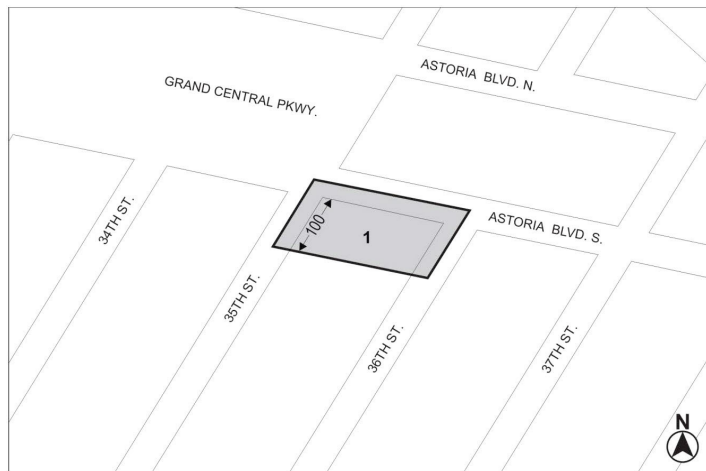 ASTORIA BLVD. N.
GRAND CENTRAL PKWY.
34TH ST.
100
1
ASTORIA BLVD. S.
35TH ST.
36TH ST.
37TH ST.
N